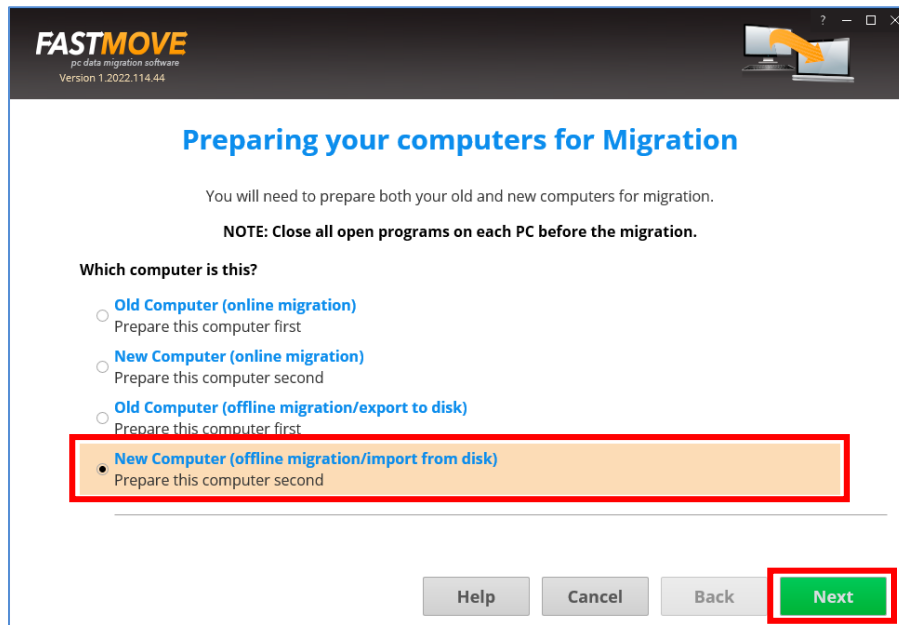 ?
FASTMOVE
pc data migration software
Version 1.2022.114.44
Preparing your computers for Migration
You will need to prepare both your old and new computers for migration.
NOTE: Close all open programs on each PC before the migration.
Which computer is this?
Old Computer (online migration)
Prepare this computer first
New Computer (online migration)
Prepare this computer second
Old Computer (offline migration/export to disk)
Prepare this computer first
New Computer (offline migration/import from disk)
Prepare this computer second
Help Cancel Back Next